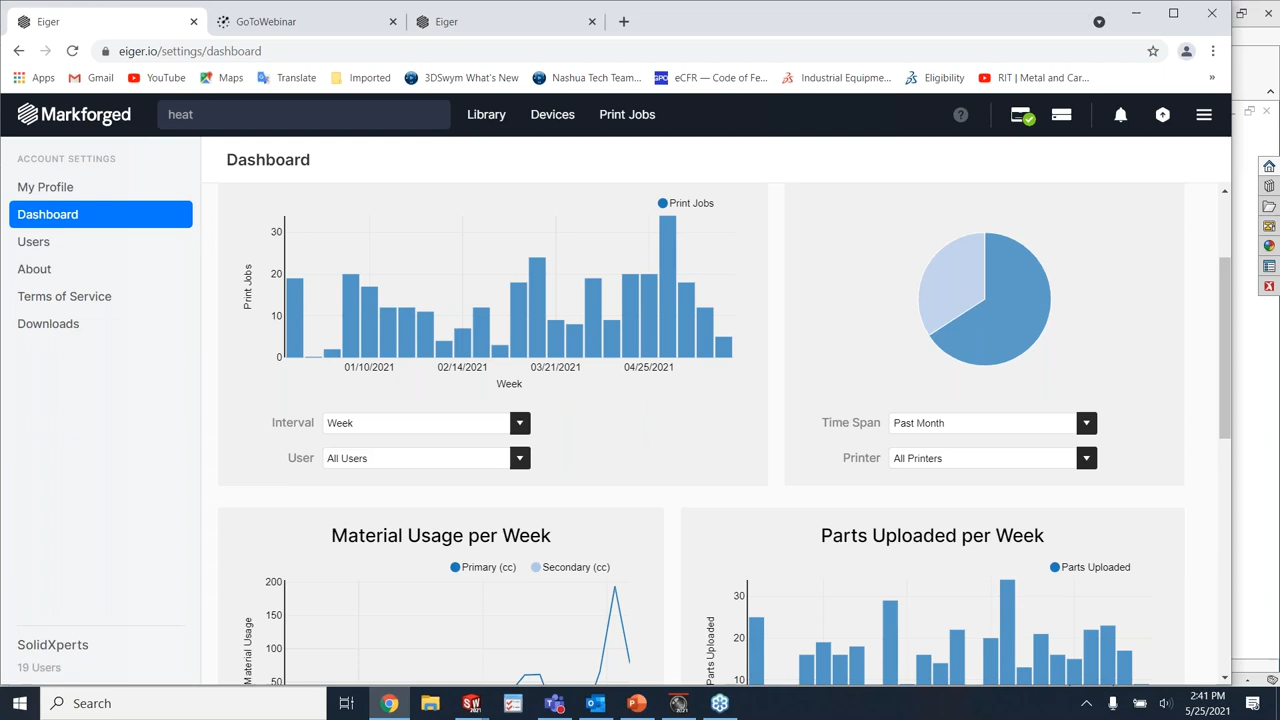 Eiger
GoToWebinar
Eiger
eiger.io/settings/dashboard
Apps
Gmail
YouTube
Maps
Translate
Imported
3DSwym What's New
Nashua Tech Team...
GPO
eCFR — Code of Fe...
Industrial Equipme...
Eligibility
RIT | Metal and Car...
»
Markforged
heat
Library
Devices
Print Jobs
?
ACCOUNT SETTINGS
My Profile
Dashboard
Users
About
Terms of Service
Downloads
SolidXperts
19 Users
Dashboard
Print Jobs
Print Jobs
30
20
10
0
01/10/2021
02/14/2021
03/21/2021
04/25/2021
Week
Interval
Week
User
All Users
Time Span
Past Month
Printer
All Printers
Material Usage per Week
Primary (cc)
Secondary (cc)
Material Usage
200
150
100
50
Parts Uploaded per Week
Parts Uploaded
Parts Uploaded
30
20
10
Search
2:41 PM
5/25/2021